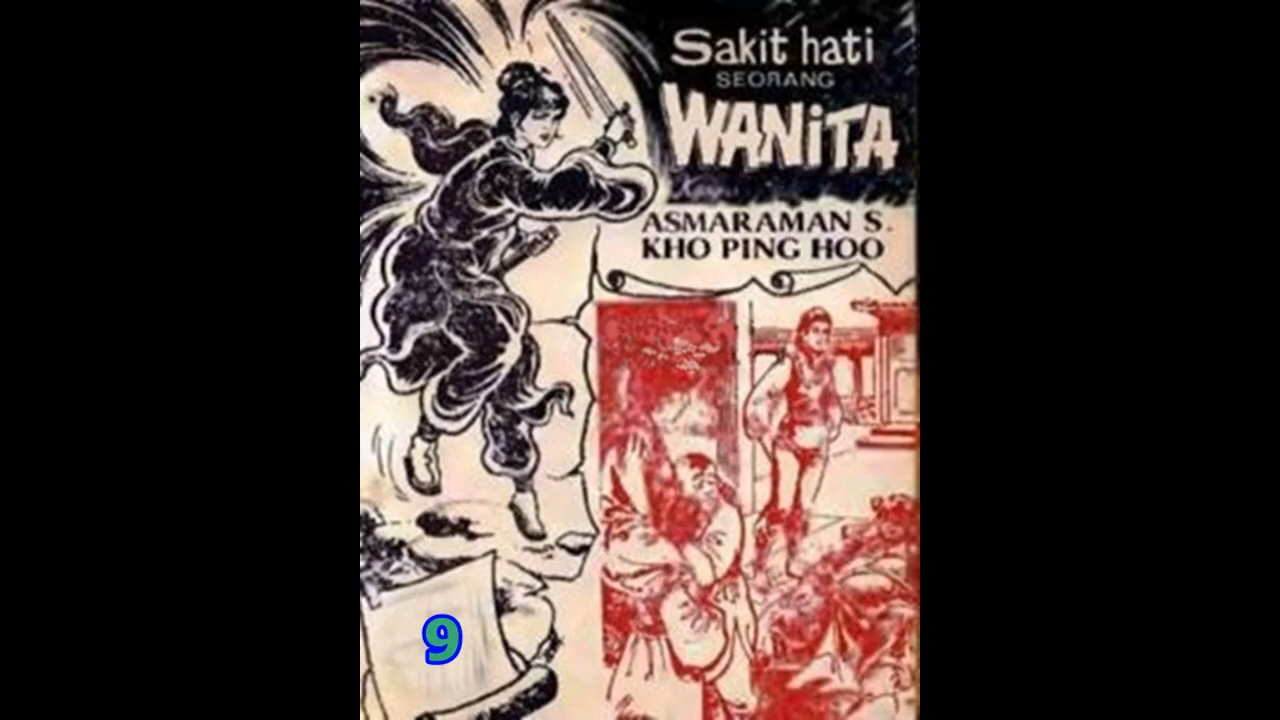 Sakit hati
SEORANG
WANITA
ASMARAMAN S.
KHO PING HOO
9